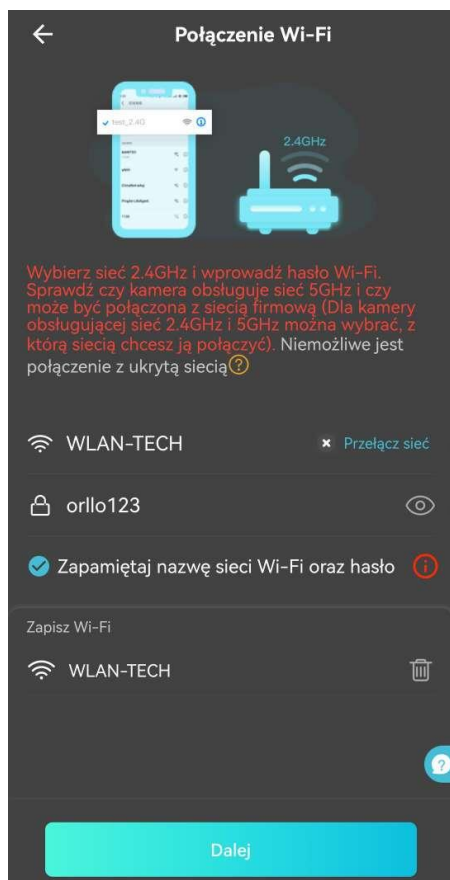 Połączenie Wi-Fi
test_2.4G
2.4GHz
Wybierz sieć 2.4GHz i wprowadź hasło Wi-Fi.
Sprawdź czy kamera obsługuje sieć 5GHz i czy
może być połączona z siecią firmową (Dla kamery
obsługującej sieć 2.4GHz i 5GHz można wybrać, z
którą siecią chcesz ją połączyć). Niemożliwe jest
połączenie z ukrytą siecią?
WLAN-TECH
Przełącz sieć
orllo123
Zapamiętaj nazwę sieci Wi-Fi oraz hasło
Zapisz Wi-Fi
WLAN-TECH
Dalej